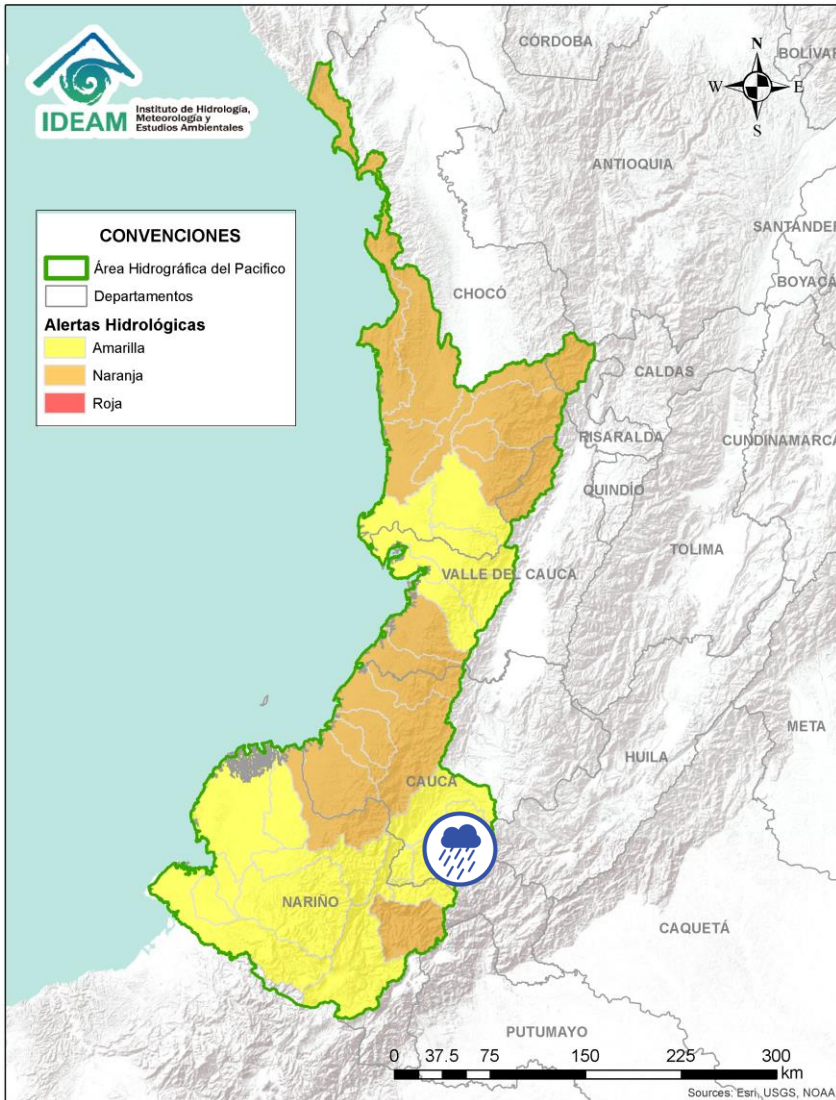 IDEAM
Instituto de Hidrología,
Meteorología y
Estudios Ambientales
CÓRDOBA
BOLÍVAR
N
W E
S
ANTIOQUIA
CONVENCIONES
Área Hidrográfica del Pacifico
Departamentos
Alertas Hidrológicas
Amarilla
Naranja
Roja
SANTANDER
BOYACÁ
CHOCÓ
CALDAS
RISARALDA
CUNDINAMARCA
QUINDÍO
TOLIMA
VALLE DEL CAUCA
META
HUILA
CAUCA
NARIÑO
CAQUETÁ
PUTUMAYO
0 37.5 75 150 225 300
km
Sources: Esri, USGS, NOAA